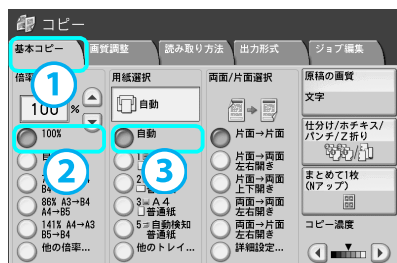 コピー
基本コピー
画質調整
読み取り方法
出力形式
ジョブ編集
倍率
1
100 %
100%
2
B4
86% A3→B4
A4→B5
141% A4→A3
B5→B4
他の倍率...
用紙選択
自動
自動
1
3
2
3 A4
普通紙
5 自動検知
普通紙
他のトレイ...
両面/片面選択
片面→片面
片面→両面
左右開き
片面→両面
上下開き
両面→両面
左右開き
両面→片面
左右開き
詳細設定...
原稿の画質
文字
仕分け/ホチキス/
パンチ/Z折り
まとめて1枚
(Nアップ)
コピー濃度